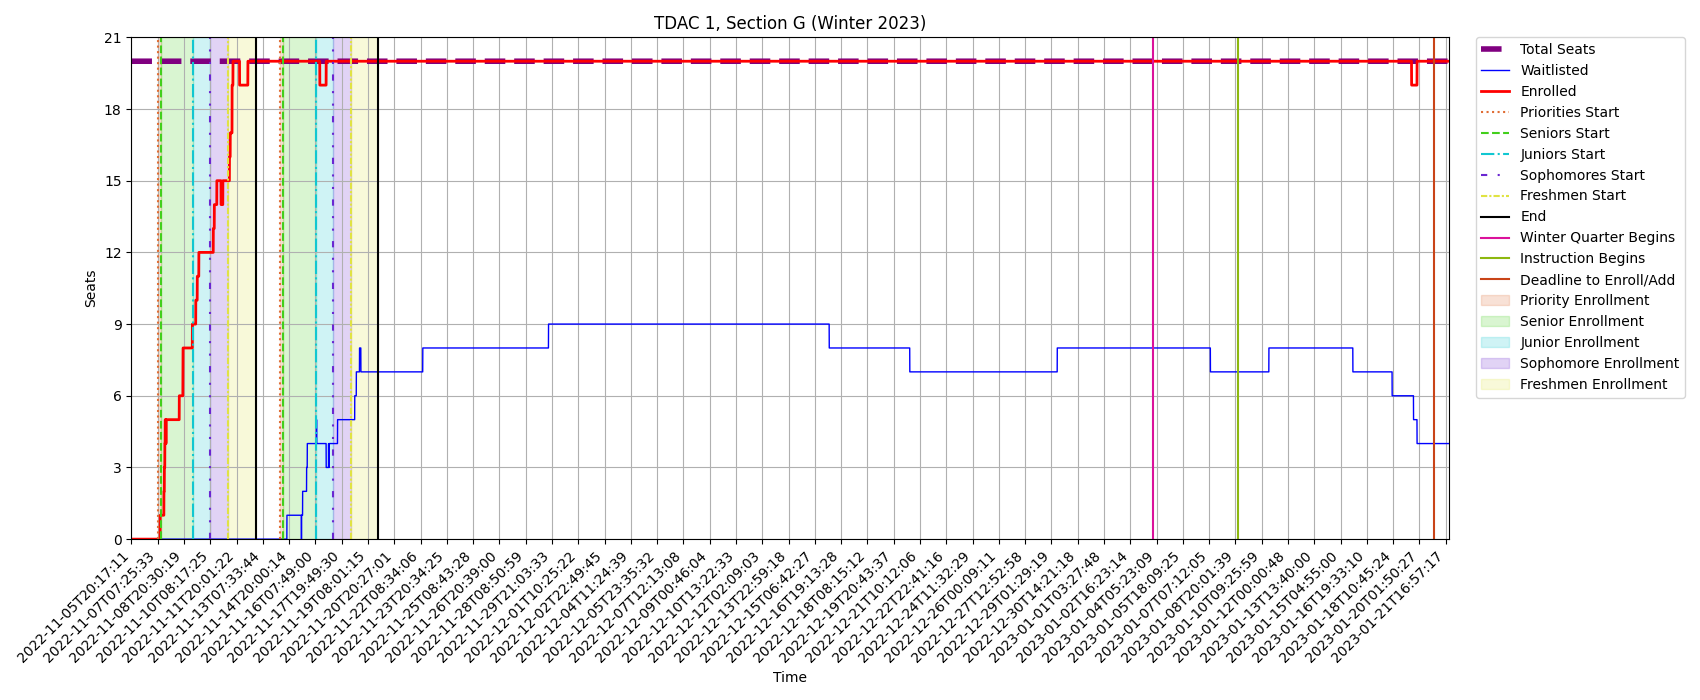 TDAC 1, Section G (Winter 2023)
21
18
15
12
9
6
3
0
Seats
2022-11-05T20:17:11
2022-11-07T07:25:33
2022-11-08T20:30:19
2022-11-10T08:17:25
2022-11-11T20:01:22
2022-11-13T07:33:44
2022-11-14T20:00:14
2022-11-16T07:49:00
2022-11-17T19:49:30
2022-11-19T08:01:15
2022-11-20T20:27:01
2022-11-22T08:34:06
2022-11-23T20:34:25
2022-11-25T08:43:28
2022-11-26T20:39:00
2022-11-28T08:50:59
2022-11-29T21:03:33
2022-12-01T10:25:22
2022-12-02T22:49:45
2022-12-04T11:24:39
2022-12-05T23:35:32
2022-12-07T12:13:08
2022-12-09T00:46:04
2022-12-10T13:22:33
2022-12-12T02:09:03
2022-12-13T22:59:18
2022-12-15T06:42:27
2022-12-16T19:13:28
2022-12-18T08:15:12
2022-12-19T20:43:37
2022-12-21T10:12:06
2022-12-22T22:41:16
2022-12-24T11:32:29
2022-12-26T00:09:11
2022-12-27T12:52:58
2022-12-29T01:29:19
2022-12-30T14:21:18
2023-01-01T03:27:48
2023-01-02T16:23:14
2023-01-04T05:23:09
2023-01-05T18:09:25
2023-01-07T07:12:05
2023-01-08T20:01:39
2023-01-10T09:25:59
2023-01-12T00:00:48
2023-01-13T13:40:00
2023-01-15T04:55:00
2023-01-16T19:33:10
2023-01-18T10:45:24
2023-01-20T01:50:27
2023-01-21T16:57:17
Time
Total Seats
Waitlisted
Enrolled
Priorities Start
Seniors Start
Juniors Start
Sophomores Start
Freshmen Start
End
Winter Quarter Begins
Instruction Begins
Deadline to Enroll/Add
Priority Enrollment
Senior Enrollment
Junior Enrollment
Sophomore Enrollment
Freshmen Enrollment